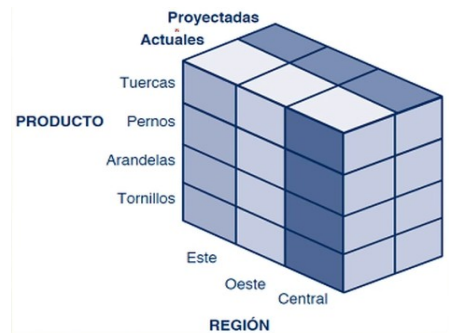 Proyectadas
Actuales
Tuercas
PRODUCTO Pernos
Arandelas
Tornillos
Este
Oeste
Central
REGIÓN